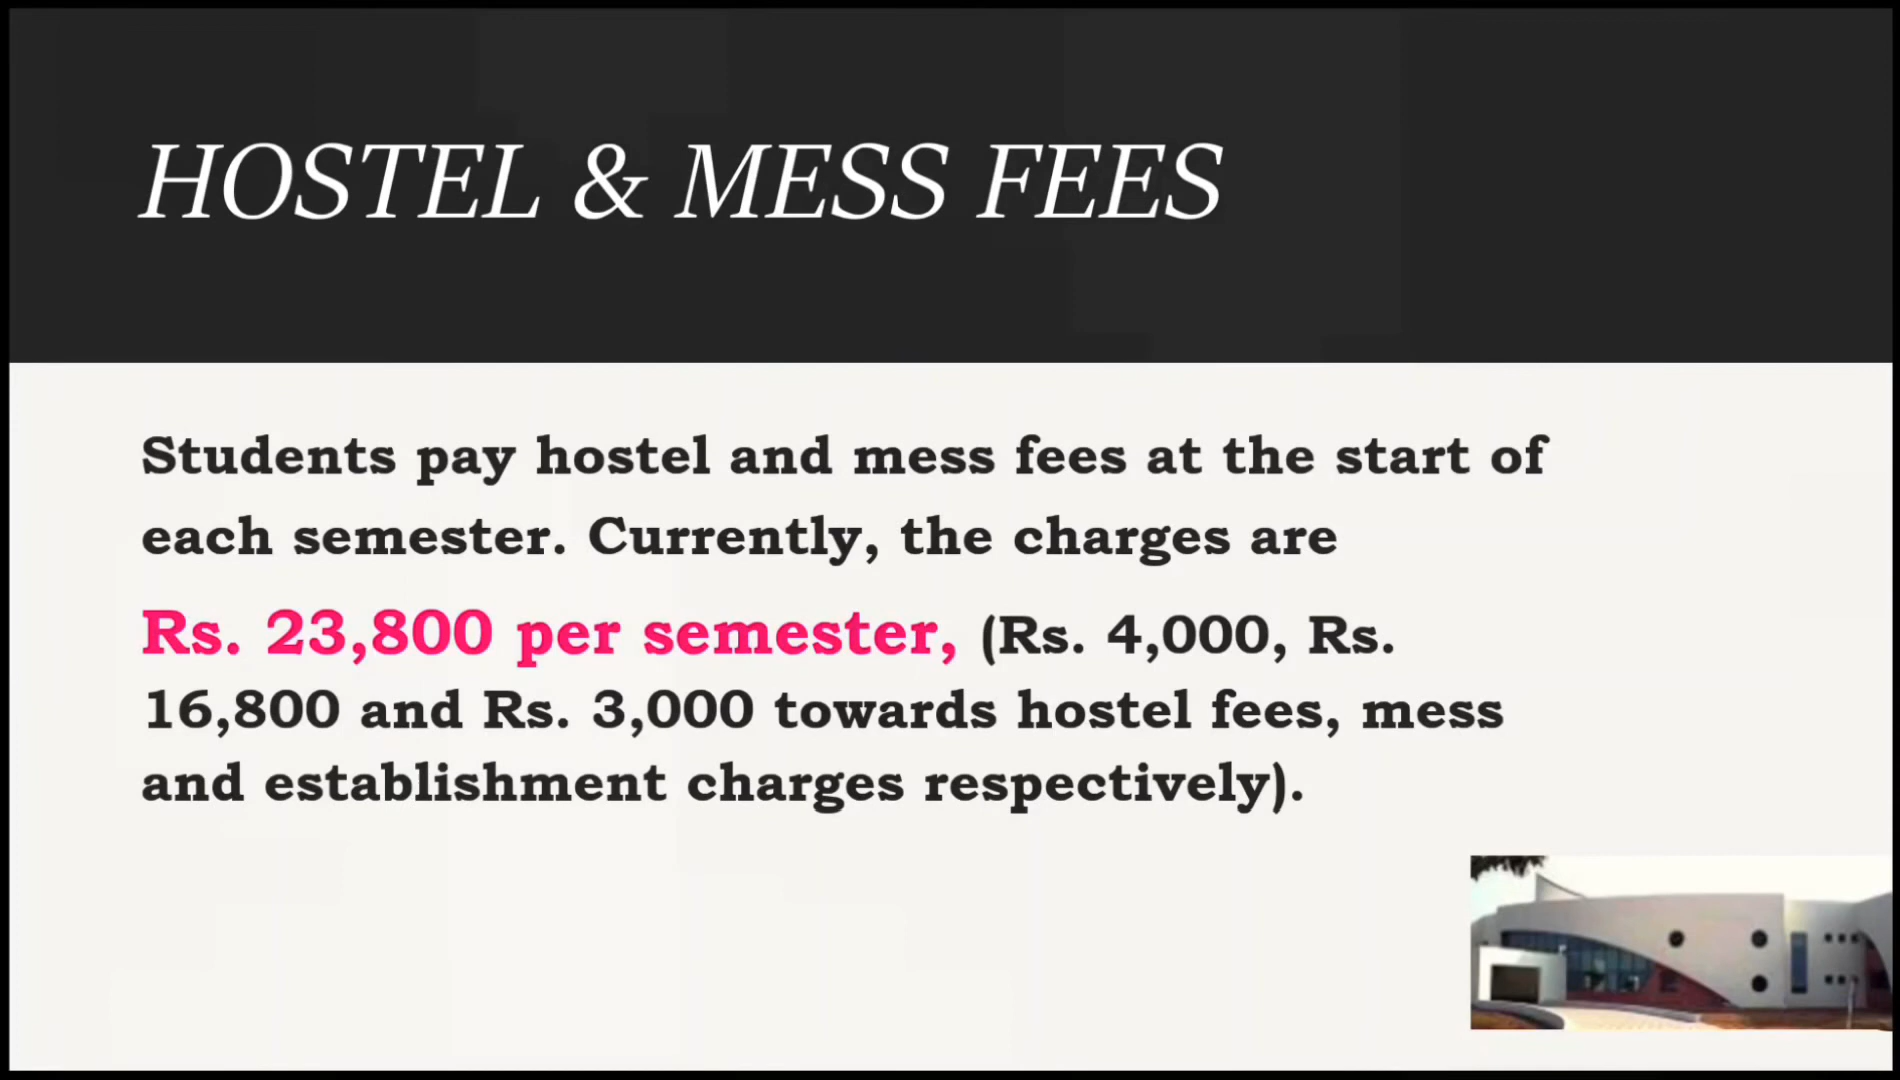 HOSTEL & MESS FEES
Students pay hostel and mess fees at the start of
each semester. Currently, the charges are
Rs. 23,800 per semester, (Rs. 4,000, Rs.
16,800 and Rs. 3,000 towards hostel fees, mess
and establishment charges respectively).